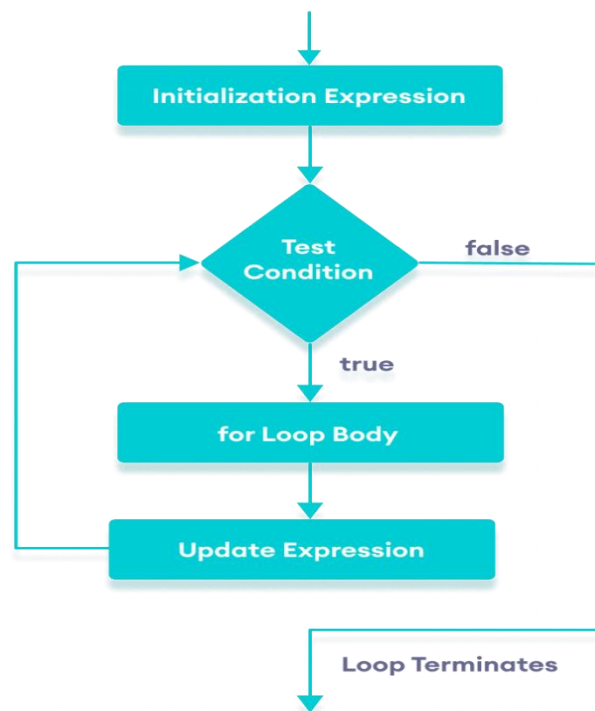 Initialization Expression
Test
Condition
false
true
for Loop Body
Update Expression
Loop Terminates